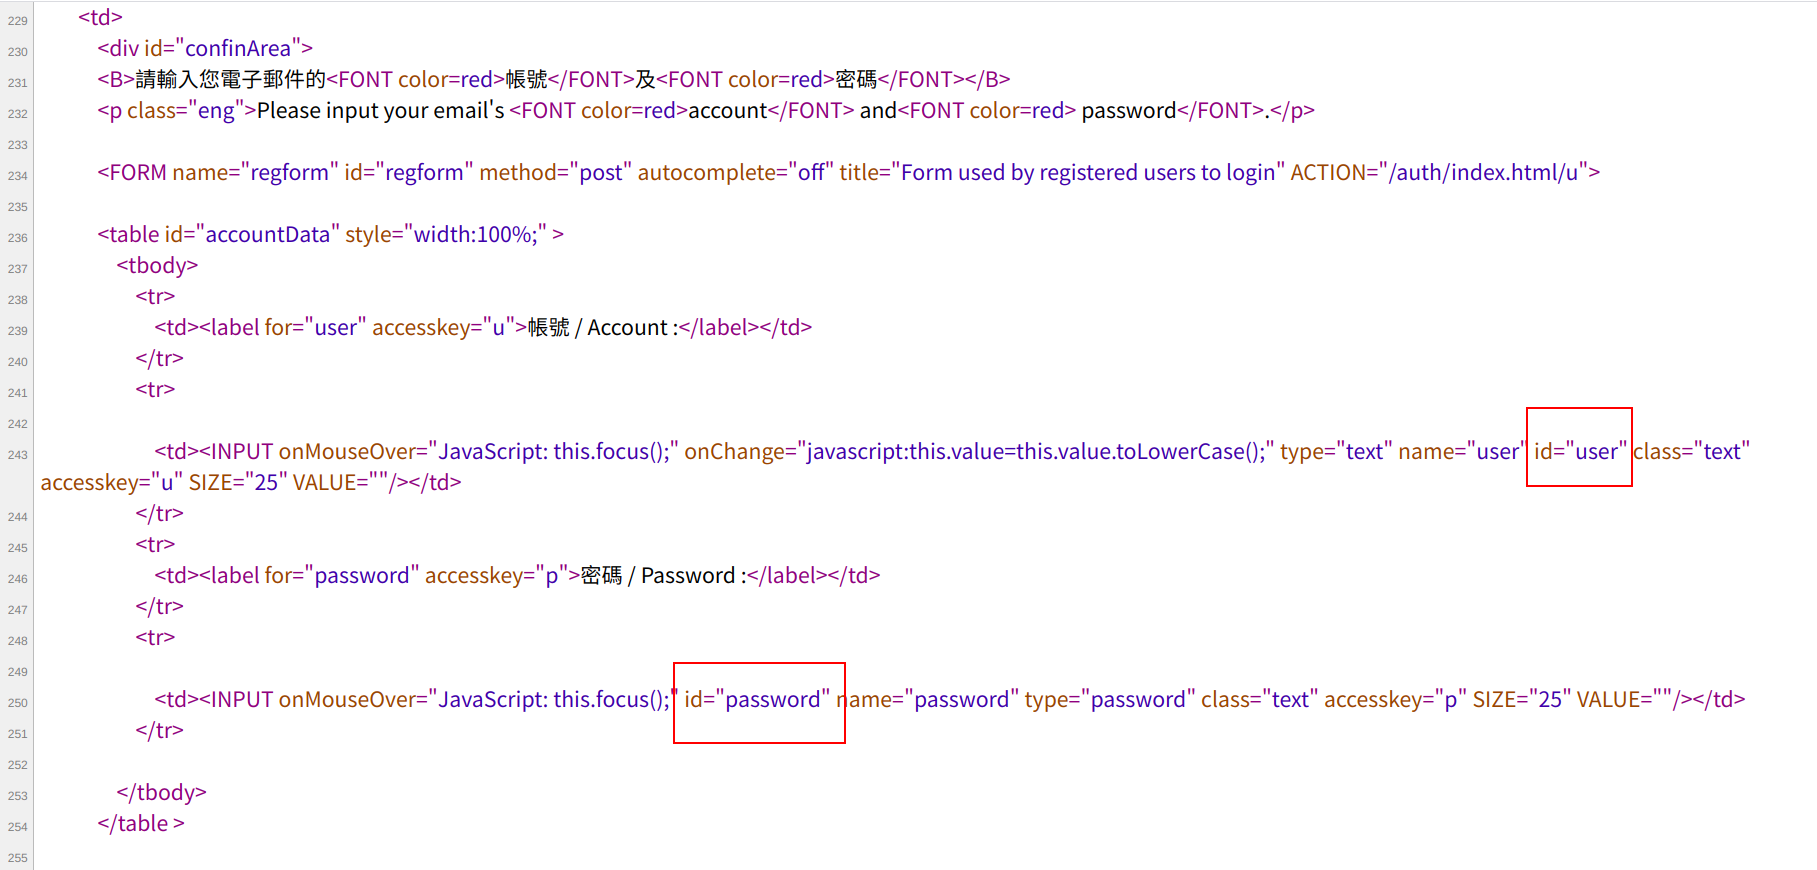 229 <td>
230 <div id="confinArea">
231 <B>請輸入您電子郵件的<FONT color=red>帳號</FONT>及<FONT color=red>密碼</FONT></B>
232 <p class="eng">Please input your email's <FONT color=red>account</FONT> and<FONT color=red> password</FONT>.</p>
233
234 <FORM name="regform" id="regform" method="post" autocomplete="off" title="Form used by registered users to login" ACTION="/auth/index.html/u">
235
236 <table id="accountData" style="width:100%;" >
237 <tbody>
238 <tr>
239 <td><label for="user" accesskey="u">帳號 / Account :</label></td>
240 </tr>
241 <tr>
242
243 <td><INPUT onMouseOver="JavaScript: this.focus();" onChange="javascript:this.value=this.value.toLowerCase();" type="text" name="user" id="user" class="text"
accesskey="u" SIZE="25" VALUE=""/></td>
244 </tr>
245 <tr>
246 <td><label for="password" accesskey="p">密碼 / Password :</label></td>
247 </tr>
248 <tr>
249
250 <td><INPUT onMouseOver="JavaScript: this.focus();" id="password" name="password" type="password" class="text" accesskey="p" SIZE="25" VALUE=""/></td>
251 </tr>
252
253 </tbody>
254 </table >
255